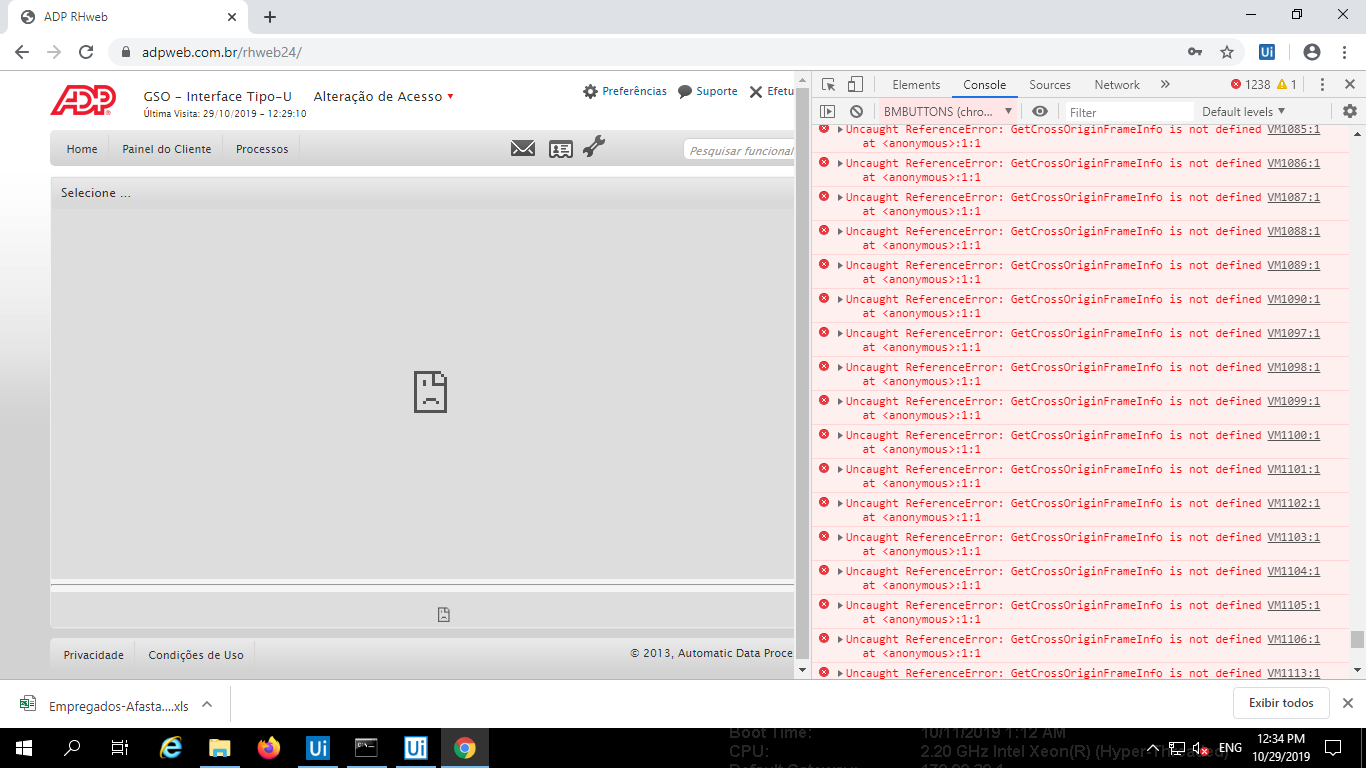 ADP RHweb
adpweb.com.br/rhweb24/
Ui
ADP
GSO - Interface Tipo-U
Alteração de Acesso
Última Visita: 29/10/2019 - 12:29:10
Preferências
Suporte
Efetu
Home
Painel do Cliente
Processos
Pesquisar funcional
Selecione ...
Privacidade
Condições de Uso
© 2013, Automatic Data Proce
Elements
Console
Sources
Network
1238
1
BMBUTTONS (chro...
Filter
Default levels
Uncaught ReferenceError: GetCrossOriginFrameInfo is not defined VM1085:1
at <anonymous>:1:1
Uncaught ReferenceError: GetCrossOriginFrameInfo is not defined VM1086:1
at <anonymous>:1:1
Uncaught ReferenceError: GetCrossOriginFrameInfo is not defined VM1087:1
at <anonymous>:1:1
Uncaught ReferenceError: GetCrossOriginFrameInfo is not defined VM1088:1
at <anonymous>:1:1
Uncaught ReferenceError: GetCrossOriginFrameInfo is not defined VM1089:1
at <anonymous>:1:1
Uncaught ReferenceError: GetCrossOriginFrameInfo is not defined VM1090:1
at <anonymous>:1:1
Uncaught ReferenceError: GetCrossOriginFrameInfo is not defined VM1097:1
at <anonymous>:1:1
Uncaught ReferenceError: GetCrossOriginFrameInfo is not defined VM1098:1
at <anonymous>:1:1
Uncaught ReferenceError: GetCrossOriginFrameInfo is not defined VM1099:1
at <anonymous>:1:1
Uncaught ReferenceError: GetCrossOriginFrameInfo is not defined VM1100:1
at <anonymous>:1:1
Uncaught ReferenceError: GetCrossOriginFrameInfo is not defined VM1101:1
at <anonymous>:1:1
Uncaught ReferenceError: GetCrossOriginFrameInfo is not defined VM1102:1
at <anonymous>:1:1
Uncaught ReferenceError: GetCrossOriginFrameInfo is not defined VM1103:1
at <anonymous>:1:1
Uncaught ReferenceError: GetCrossOriginFrameInfo is not defined VM1104:1
at <anonymous>:1:1
Uncaught ReferenceError: GetCrossOriginFrameInfo is not defined VM1105:1
at <anonymous>:1:1
Uncaught ReferenceError: GetCrossOriginFrameInfo is not defined VM1106:1
at <anonymous>:1:1
Uncaught ReferenceError: GetCrossOriginFrameInfo is not defined VM1113:1
Empregados-Afasta....xls
Exibir todos
Ui
Ui
Boot Time: 10/11/2019 1:12 AM
CPU: 2.20 GHz Intel Xeon(R) (Hyper-Threaded)
ENG
12:34 PM
10/29/2019